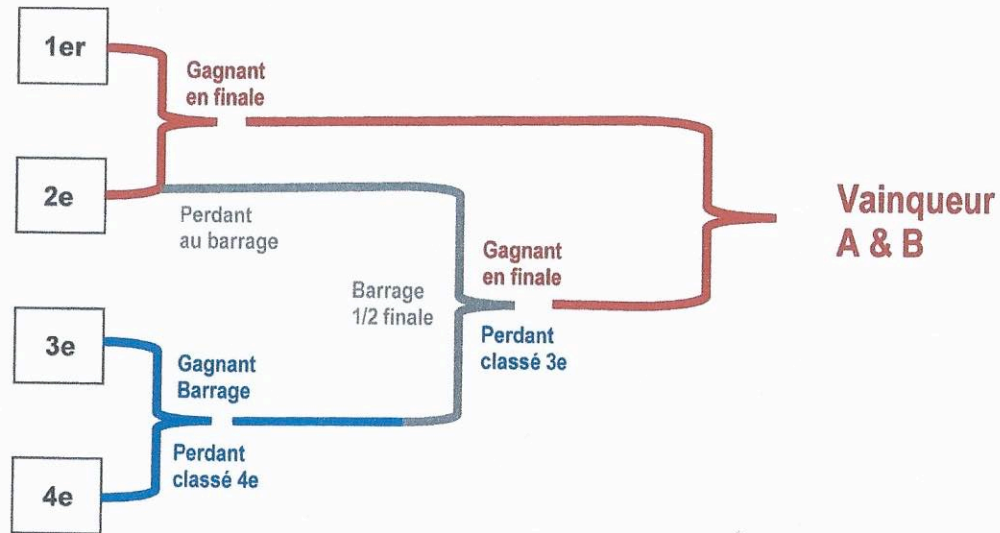 1er
Gagnant
en finale
2e
Perdant
au barrage
Vainqueur
A & B
Gagnant
en finale
Barrage
1/2 finale
Perdant
classé 3e
3e
Gagnant
Barrage
Perdant
classé 4e
4e